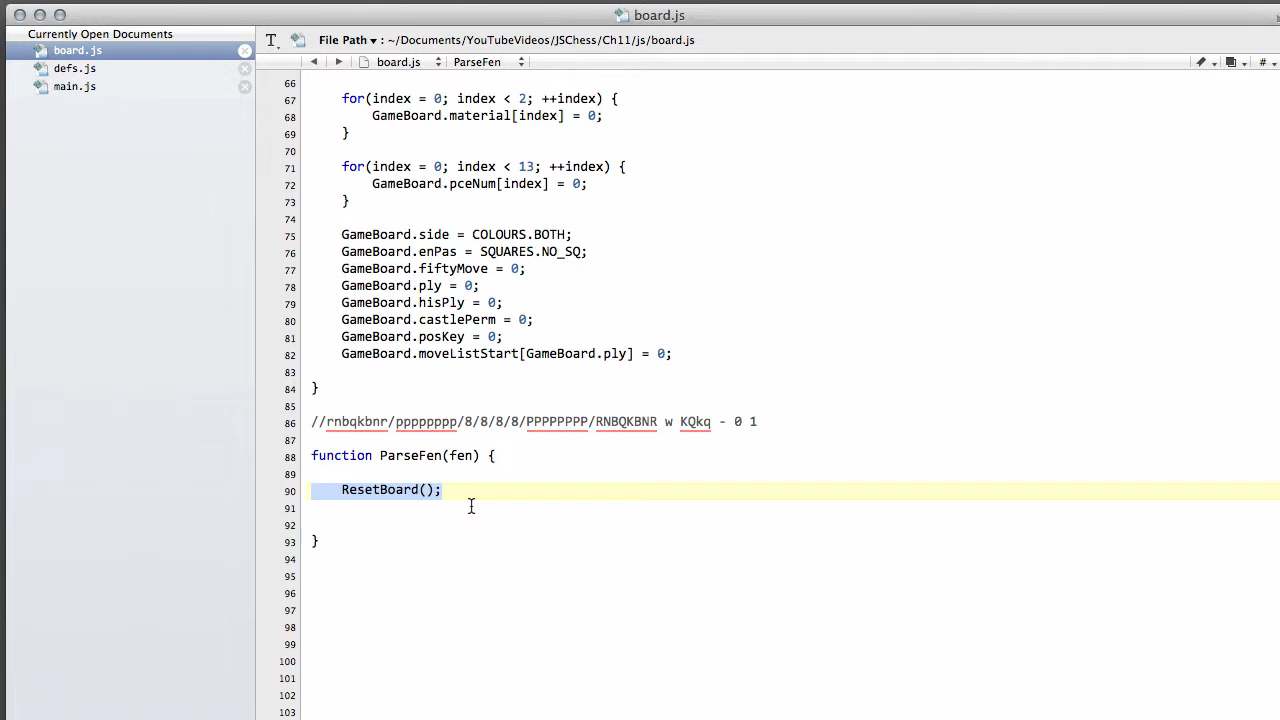 board.js
Currently Open Documents
board.js
defs.js
main.js
T File Path ▾ : ~/Documents/YouTubeVideos/JSChess/Ch11/js/board.js
board.js ParseFen #
66
67 for(index = 0; index < 2; ++index) {
68 GameBoard.material[index] = 0;
69 }
70
71 for(index = 0; index < 13; ++index) {
72 GameBoard.pceNum[index] = 0;
73 }
74
75 GameBoard.side = COLOURS.BOTH;
76 GameBoard.enPas = SQUARES.NO_SQ;
77 GameBoard.fiftyMove = 0;
78 GameBoard.ply = 0;
79 GameBoard.hisPly = 0;
80 GameBoard.castlePerm = 0;
81 GameBoard.posKey = 0;
82 GameBoard.moveListStart[GameBoard.ply] = 0;
83
84 }
85
86 //rnbqkbnr/pppppppp/8/8/8/8/PPPPPPPP/RNBQKBNR w KQkq - 0 1
87
88 function ParseFen(fen) {
89
90 ResetBoard();
91
92
93 }
94
95
96
97
98
99
100
101
102
103